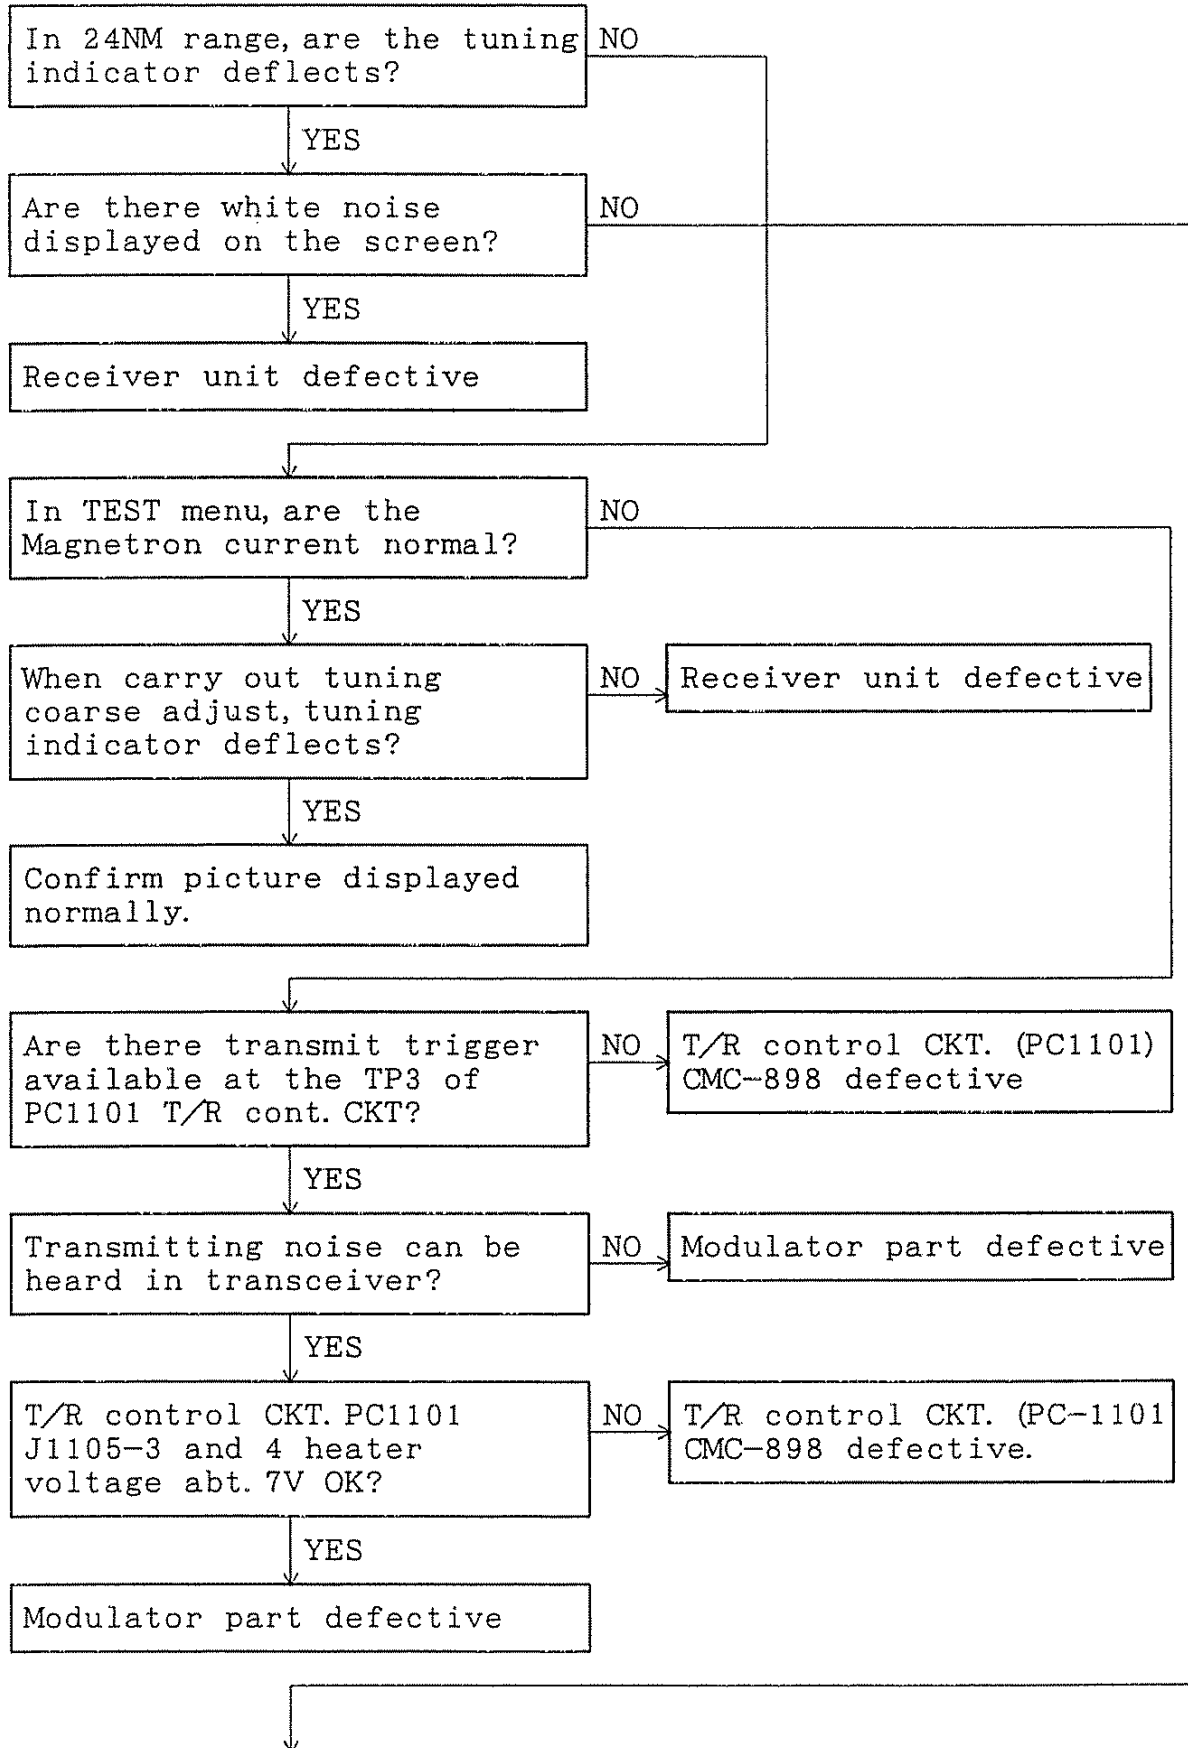 In 24NM range, are the tuning
indicator deflects?
NO
YES
Are there white noise
displayed on the screen?
NO
YES
Receiver unit defective
In TEST menu, are the
Magnetron current normal?
NO
YES
When carry out tuning
coarse adjust, tuning
indicator deflects?
NO
Receiver unit defective
YES
Confirm picture displayed
normally.
Are there transmit trigger
available at the TP3 of
PC1101 T/R cont. CKT?
NO
T/R control CKT. (PC1101)
CMC-898 defective
YES
Transmitting noise can be
heard in transceiver?
NO
Modulator part defective
YES
T/R control CKT. PC1101
J1105-3 and 4 heater
voltage abt. 7V OK?
NO
T/R control CKT. (PC-1101
CMC-898 defective.
YES
Modulator part defective